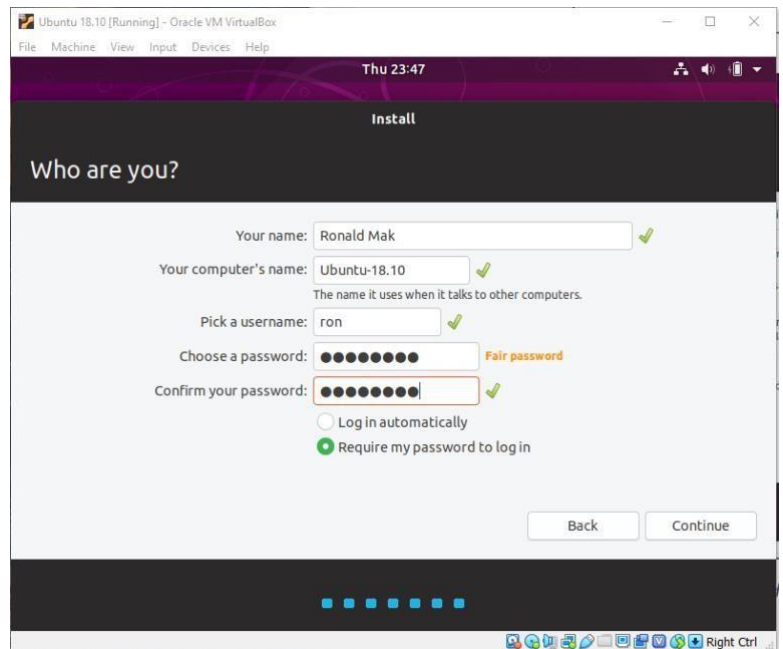 Ubuntu 18.10 [Running] - Oracle VM VirtualBox
File Machine View Input Devices Help
Thu 23:47
Install
Who are you?
Your name: Ronald Mak
Your computer's name: Ubuntu-18.10
The name it uses when it talks to other computers.
Pick a username: ron
Choose a password: ●●●●●●●● Fair password
Confirm your password: ●●●●●●●●
Log in automatically
Require my password to log in
Back Continue
Right Ctrl